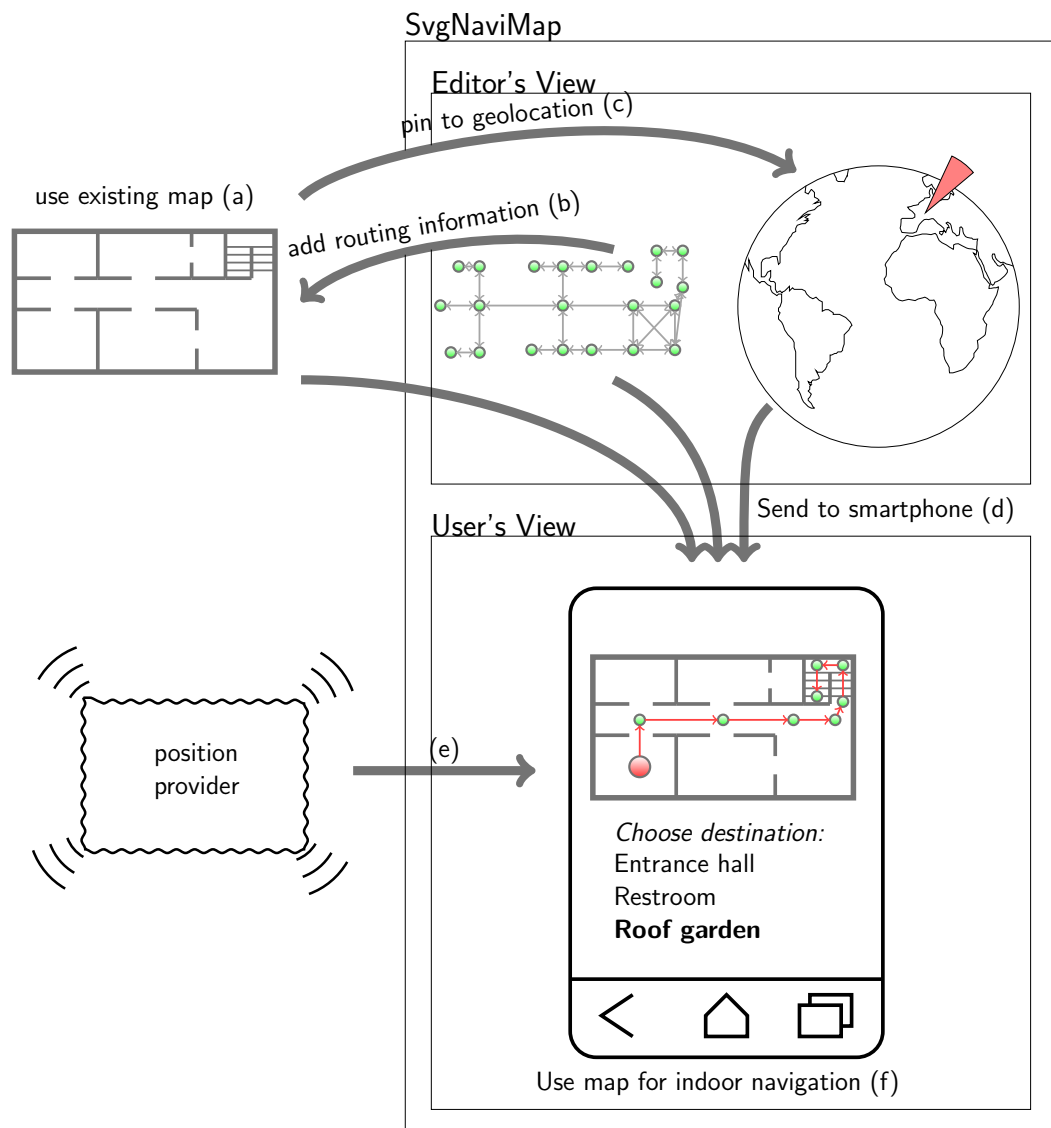 SvgNaviMap
Editor's View
pin to geolocation (c)
use existing map (a)
add routing information (b)
Send to smartphone (d)
User's View
position
provider
(e)
Choose destination:
Entrance hall
Restroom
Roof garden
Use map for indoor navigation (f)